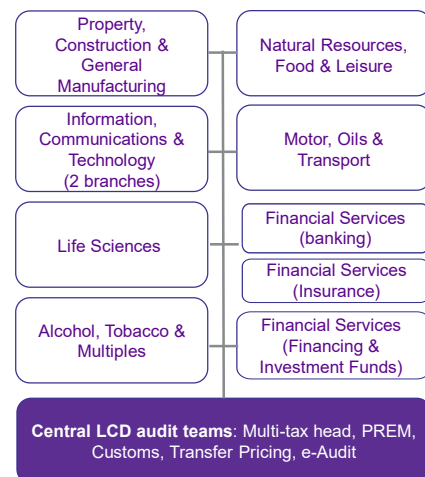 Property,
Construction &
General
Manufacturing
Natural Resources,
Food & Leisure
Information,
Communications &
Technology
(2 branches)
Motor, Oils &
Transport
Life Sciences
Financial Services
(banking)
Financial Services
(Insurance)
Alcohol, Tobacco &
Multiples
Financial Services
(Financing &
Investment Funds)
Central LCD audit teams: Multi-tax head, PREM,
Customs, Transfer Pricing, e-Audit